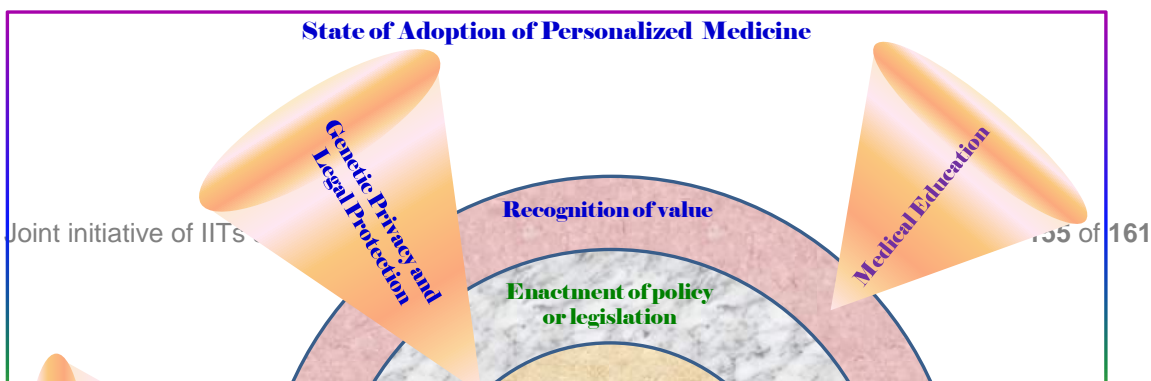 State of Adoption of Personalized Medicine
Genetic Privacy and
Legal Protection
Medical Education
Recognition of value
Joint initiative of IITs
of 161
Enactment of policy
or legislation